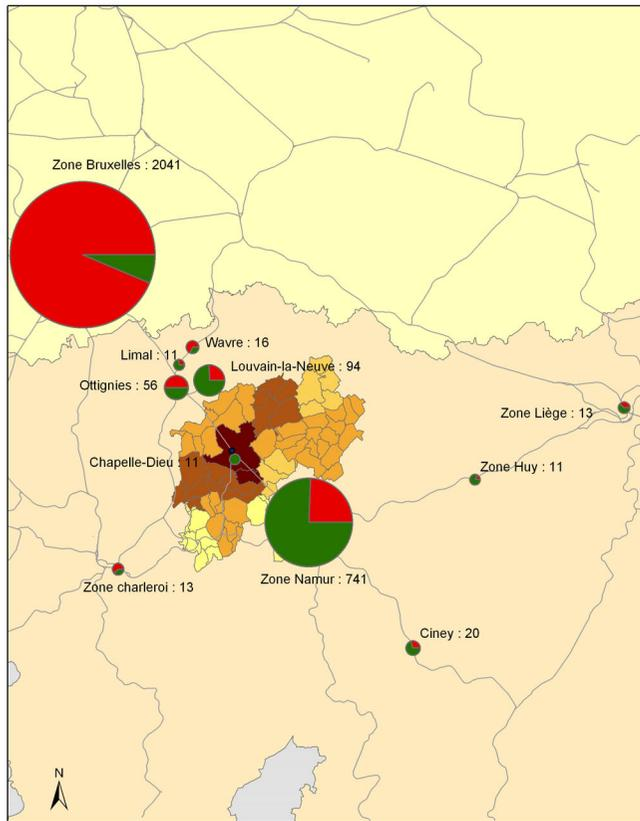 Zone Bruxelles : 2041
Wavre : 16
Limal : 11
Louvain-la-Neuve : 94
Ottignies : 56
Zone Liège : 13
Chapelle-Dieu : 11
Zone Huy : 11
Zone Namur : 741
Zone charleroi : 13
Ciney : 20
N